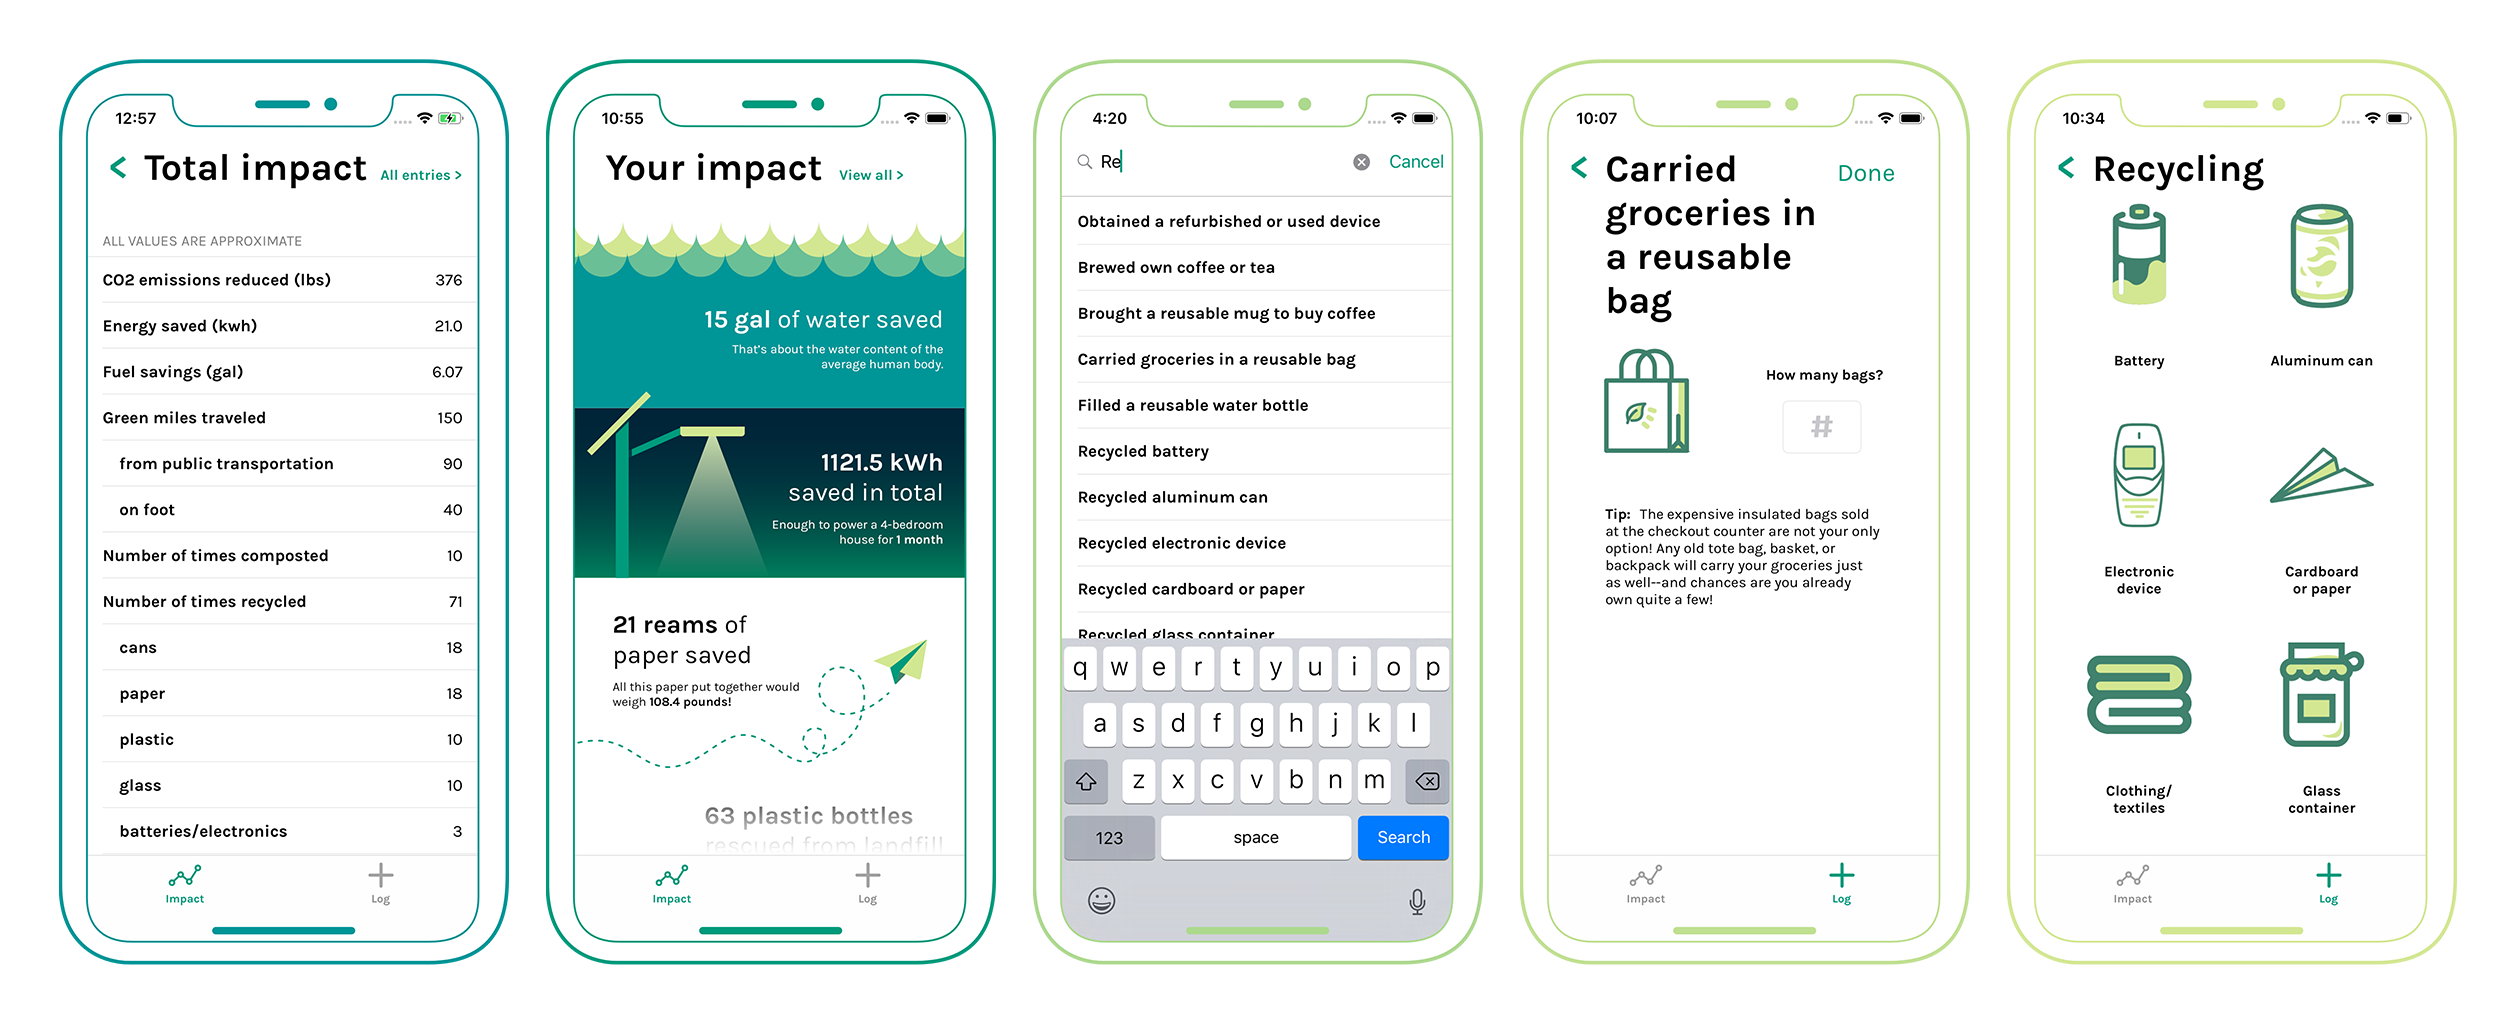 12:57
Total impact
All entries >
ALL VALUES ARE APPROXIMATE
CO2 emissions reduced (lbs) 376
Energy saved (kwh) 21.0
Fuel savings (gal) 6.07
Green miles traveled 150
from public transportation 90
on foot 40
Number of times composted 10
Number of times recycled 71
cans 18
paper 18
plastic 10
glass 10
batteries/electronics 3
Impact
Log
10:55
Your impact
View all >
15 gal of water saved
That's about the water content of the
average human body.
1121.5 kWh
saved in total
Enough to power a 4-bedroom
house for 1 month
21 reams of
paper saved
All this paper put together would
weigh 108.4 pounds!
63 plastic bottles
rescued from landfill
Impact
Log
4:20
Re
Cancel
Obtained a refurbished or used device
Brewed own coffee or tea
Brought a reusable mug to buy coffee
Carried groceries in a reusable bag
Filled a reusable water bottle
Recycled battery
Recycled aluminum can
Recycled electronic device
Recycled cardboard or paper
Recycled glass container
q w e r t y u i o p
a s d f g h j k l
z x c v b n m
123 space Search
10:07
Carried
groceries in
a reusable
bag
Done
How many bags?
#
Tip: The expensive insulated bags sold
at the checkout counter are not your only
option! Any old tote bag, basket, or
backpack will carry your groceries just
as well--and chances are you already
own quite a few!
Impact
Log
10:34
Recycling
Battery
Aluminum can
Electronic
device
Cardboard
or paper
Clothing/
textiles
Glass
container
Impact
Log